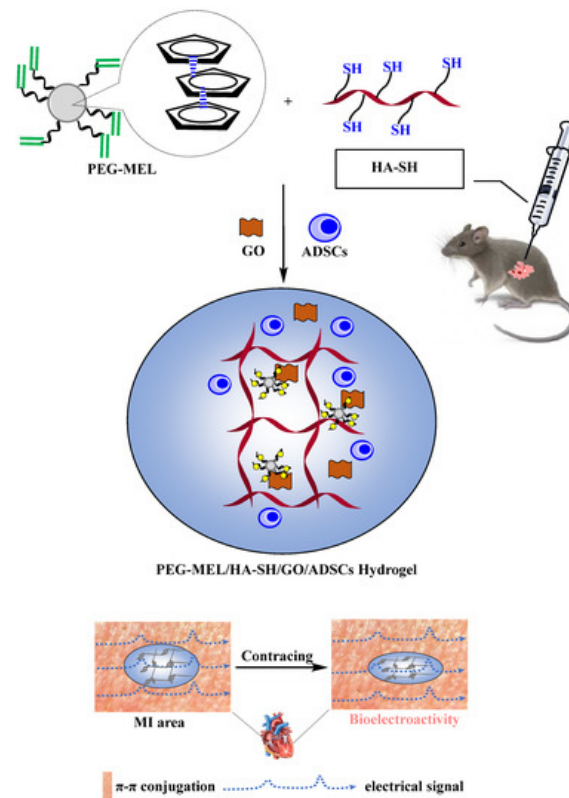 SH
SH
SH
SH
SH
+
PEG-MEL
HA-SH
GO
ADSCs
PEG-MEL/HA-SH/GO/ADSCs Hydrogel
Contracing
MI area
Bioelectroactivity
π-π conjugation
electrical signal